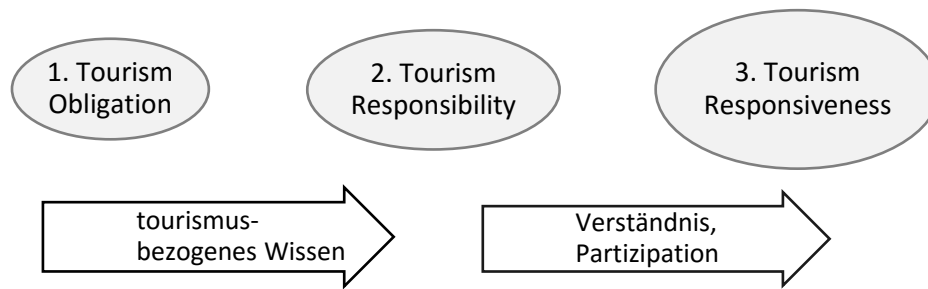 1. Tourism
Obligation
2. Tourism
Responsibility
3. Tourism
Responsiveness
tourismus-
bezogenes Wissen
Verständnis,
Partizipation